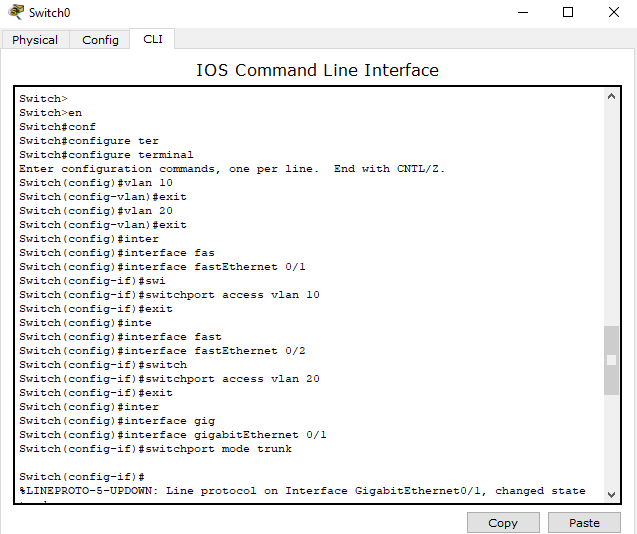 Switch0
Physical Config CLI
IOS Command Line Interface
Switch>
Switch>en
Switch#conf
Switch#configure ter
Switch#configure terminal
Enter configuration commands, one per line.  End with CNTL/Z.
Switch(config)#vlan 10
Switch(config-vlan)#exit
Switch(config)#vlan 20
Switch(config-vlan)#exit
Switch(config)#inter
Switch(config)#interface fas
Switch(config)#interface fastEthernet 0/1
Switch(config-if)#swi
Switch(config-if)#switchport access vlan 10
Switch(config-if)#exit
Switch(config)#inte
Switch(config)#interface fast
Switch(config)#interface fastEthernet 0/2
Switch(config-if)#switch
Switch(config-if)#switchport access vlan 20
Switch(config-if)#exit
Switch(config)#inter
Switch(config)#interface gig
Switch(config)#interface gigabitEthernet 0/1
Switch(config-if)#switchport mode trunk
Switch(config-if)#
%LINEPROTO-5-UPDOWN: Line protocol on Interface GigabitEthernet0/1, changed state
Copy Paste